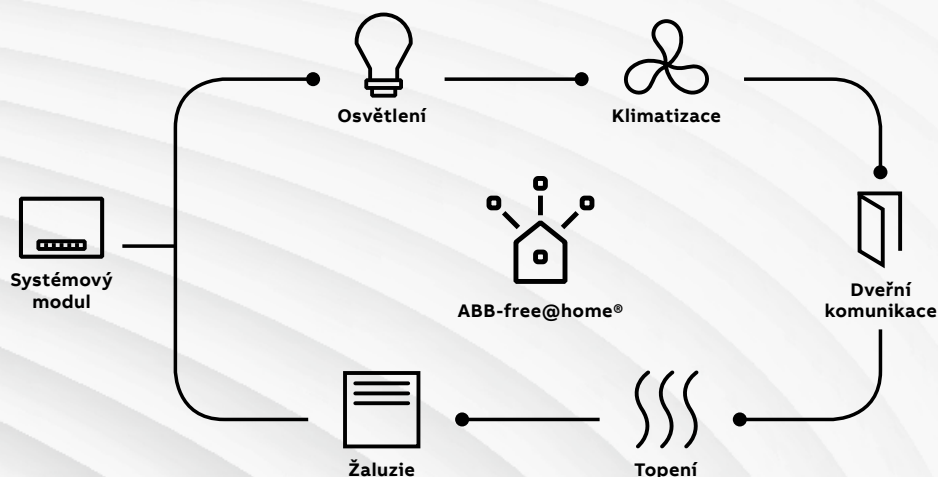 Osvětlení
Klimatizace
Systémový
modul
ABB-free@home®
Dveřní
komunikace
Žaluzie
Topení